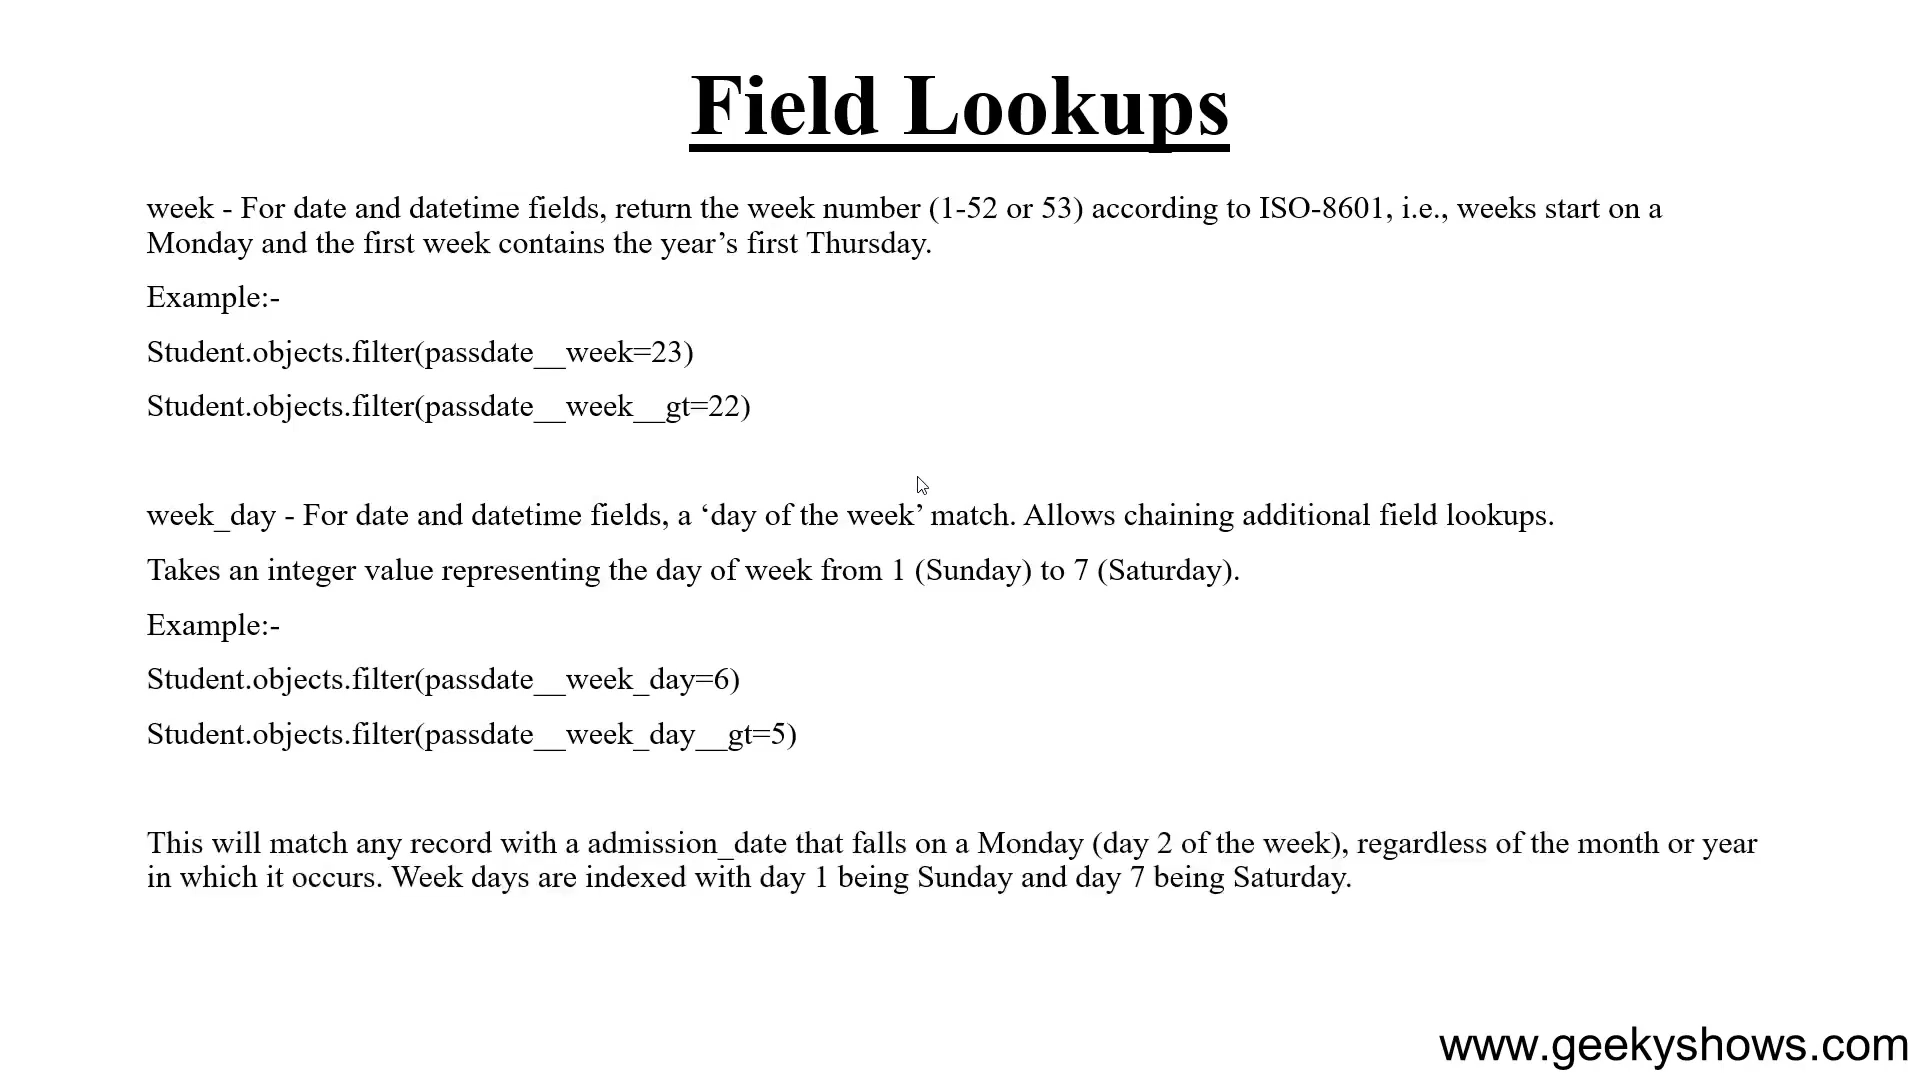 Field Lookups
week - For date and datetime fields, return the week number (1-52 or 53) according to ISO-8601, i.e., weeks start on a
Monday and the first week contains the year’s first Thursday.
Example:-
Student.objects.filter(passdate__week=23)
Student.objects.filter(passdate__week__gt=22)
week_day - For date and datetime fields, a ‘day of the week’ match. Allows chaining additional field lookups.
Takes an integer value representing the day of week from 1 (Sunday) to 7 (Saturday).
Example:-
Student.objects.filter(passdate__week_day=6)
Student.objects.filter(passdate__week_day__gt=5)
This will match any record with a admission_date that falls on a Monday (day 2 of the week), regardless of the month or year
in which it occurs. Week days are indexed with day 1 being Sunday and day 7 being Saturday.
www.geekyshows.com